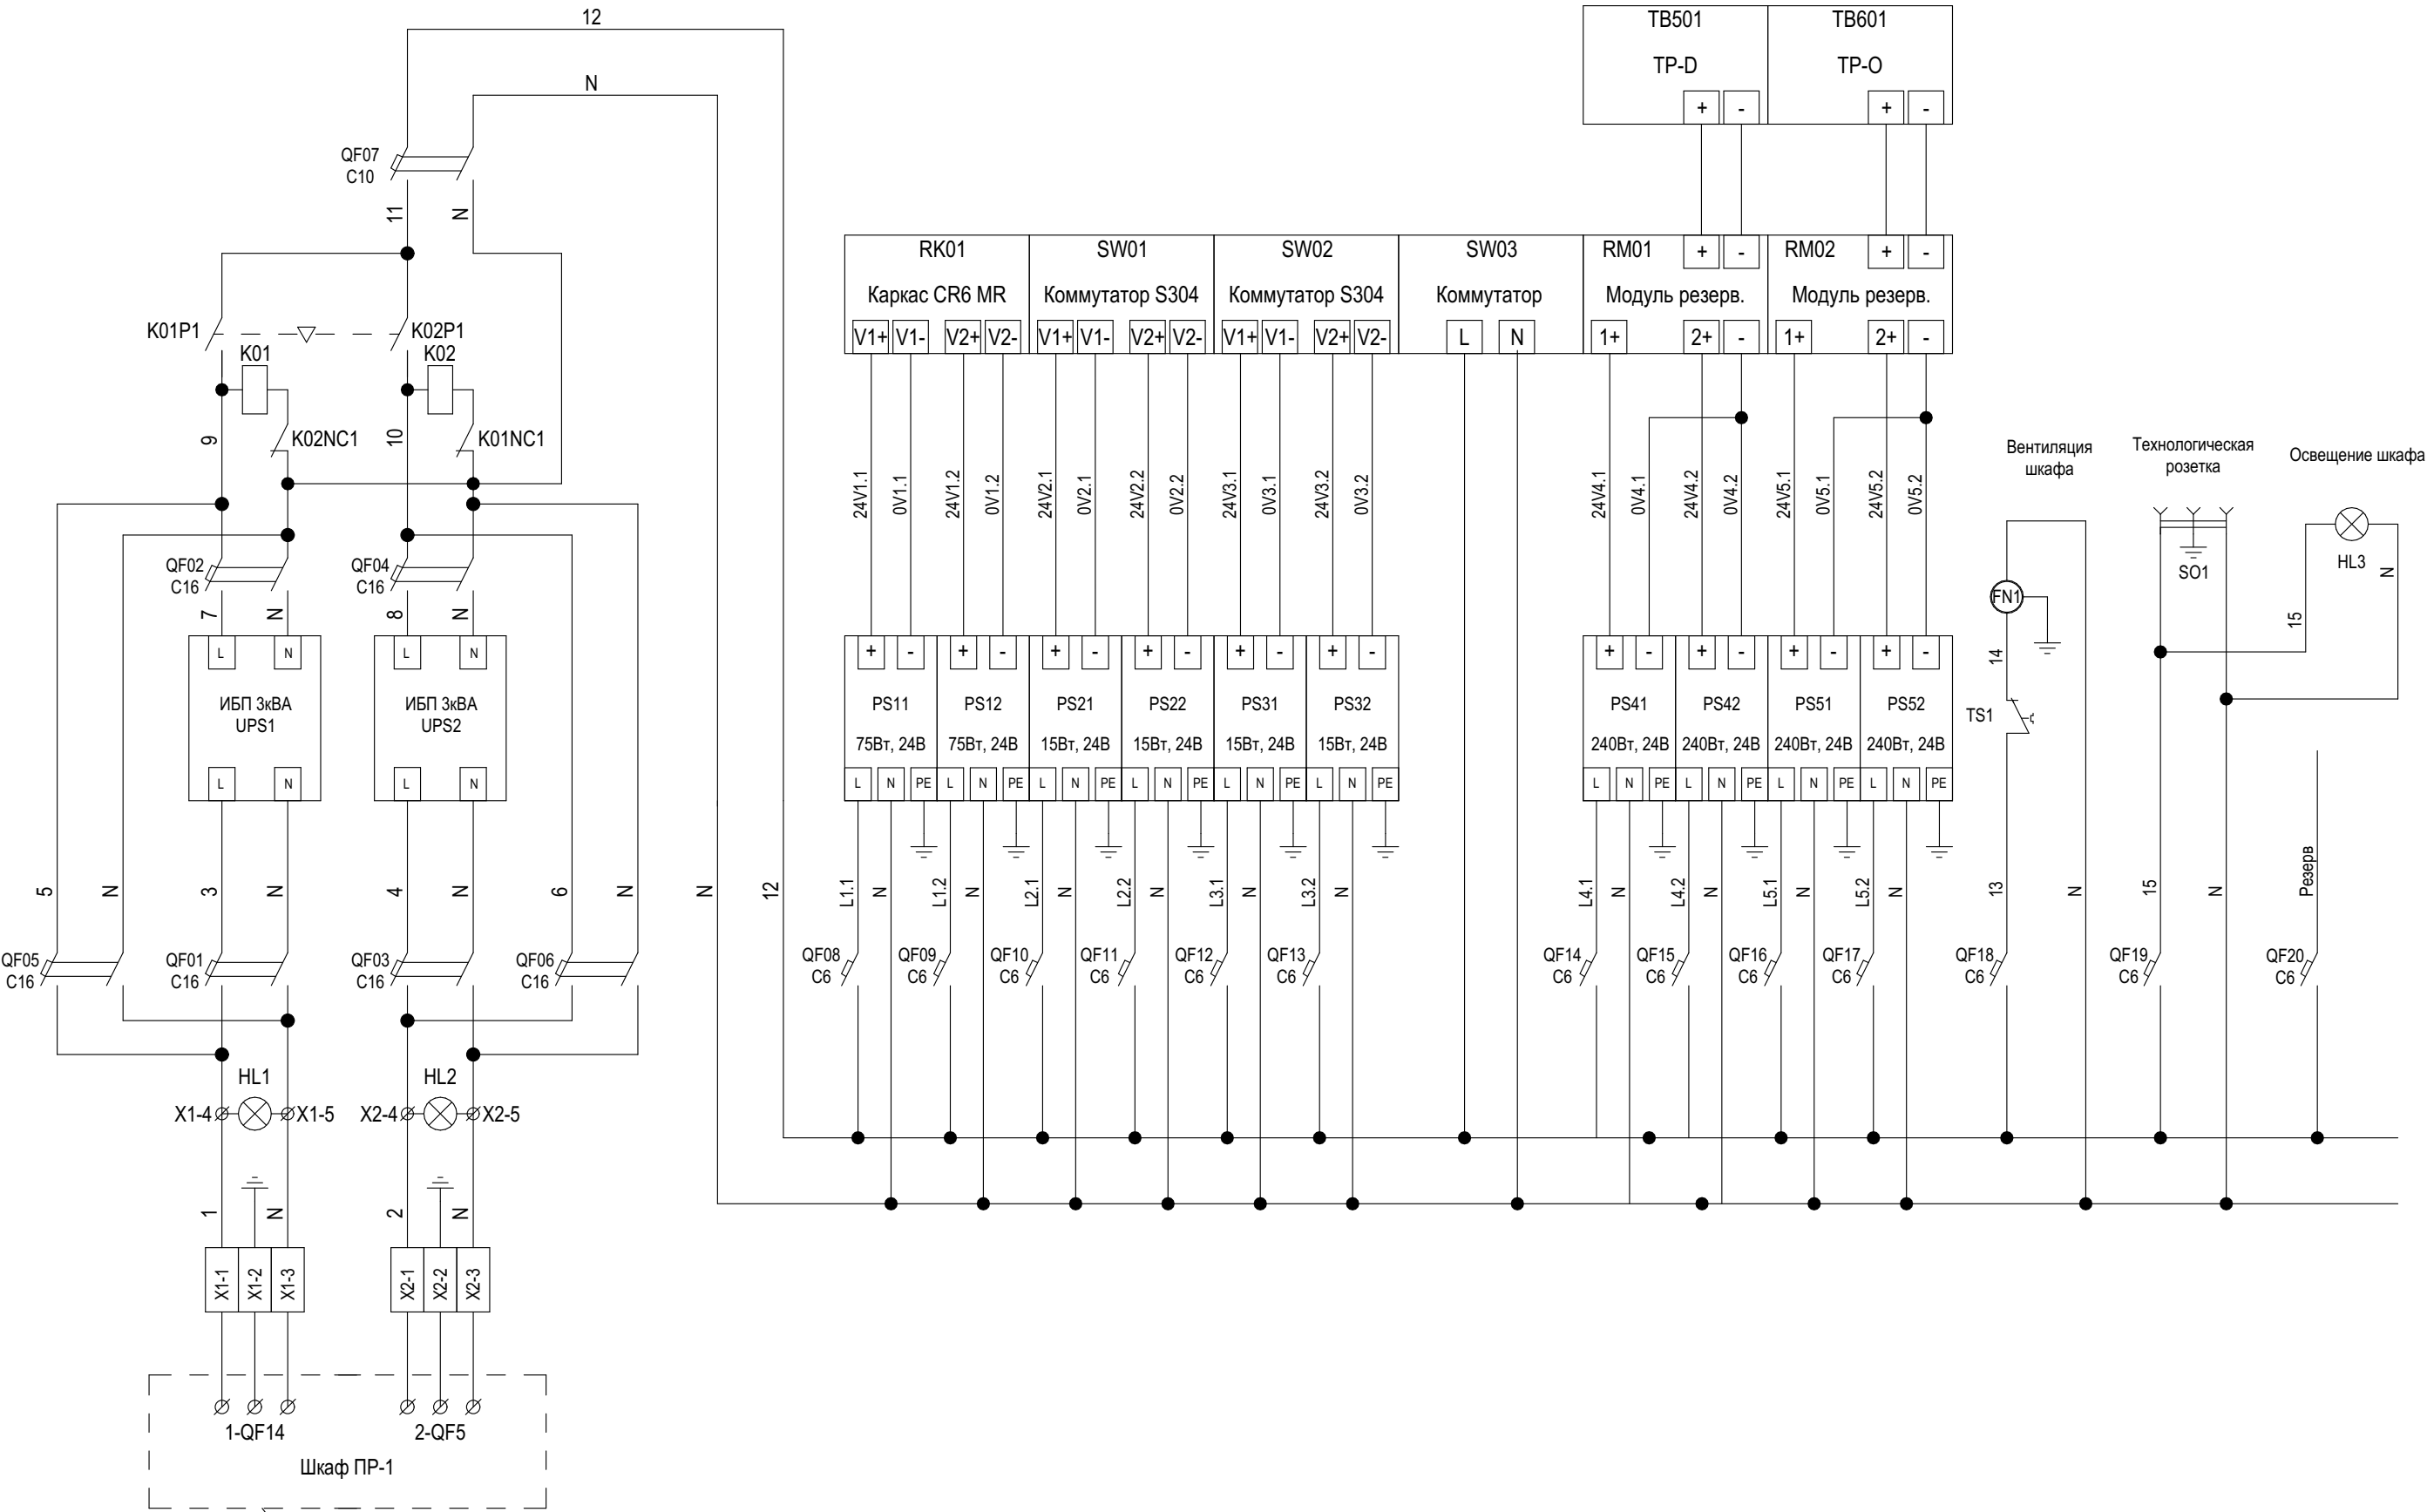 12
N
TB501
TB601
TP-D
TP-O
+
-
+
-
QF07
C10
11
N
RK01
SW01
SW02
SW03
RM01
+
-
RM02
+
-
Каркас CR6 MR
Коммутатор S304
Коммутатор S304
Коммутатор
Модуль резерв.
Модуль резерв.
V1+
V1-
V2+
V2-
V1+
V1-
V2+
V2-
V1+
V1-
V2+
V2-
L
N
1+
2+
-
1+
2+
-
K01P1
K02P1
K01
K02
9
K02NC1
10
K01NC1
24V1.1
0V1.1
24V1.2
0V1.2
24V2.1
0V2.1
24V2.2
0V2.2
24V3.1
0V3.1
24V3.2
0V3.2
24V4.1
0V4.1
24V4.2
0V4.2
24V5.1
0V5.1
24V5.2
0V5.2
Вентиляция
шкафа
Технологическая
розетка
Освещение шкафа
QF02
C16
QF04
C16
7
N
8
N
SO1
HL3
N
FN1
15
14
TS1
L
N
L
N
ИБП 3кВА
UPS1
ИБП 3кВА
UPS2
L
N
L
N
+
-
+
-
+
-
+
-
+
-
+
-
+
-
+
-
+
-
+
-
PS11
PS12
PS21
PS22
PS31
PS32
PS41
PS42
PS51
PS52
75Вт, 24В
75Вт, 24В
15Вт, 24В
15Вт, 24В
15Вт, 24В
15Вт, 24В
240Вт, 24В
240Вт, 24В
240Вт, 24В
240Вт, 24В
L
N
PE
L
N
PE
L
N
PE
L
N
PE
L
N
PE
L
N
PE
L
N
PE
L
N
PE
L
N
PE
L
N
PE
5
N
3
N
4
N
6
N
N
12
L1.1
N
L1.2
N
L2.1
N
L2.2
N
L3.1
N
L3.2
N
L4.1
N
L4.2
N
L5.1
N
L5.2
N
13
N
15
N
Резерв
QF05
C16
QF01
C16
QF03
C16
QF06
C16
QF08
C6
QF09
C6
QF10
C6
QF11
C6
QF12
C6
QF13
C6
QF14
C6
QF15
C6
QF16
C6
QF17
C6
QF18
C6
QF19
C6
QF20
C6
HL1
HL2
X1-4
X1-5
X2-4
X2-5
1
N
2
N
X1-1
X1-2
X1-3
X2-1
X2-2
X2-3
1-QF14
2-QF5
Шкаф ПР-1